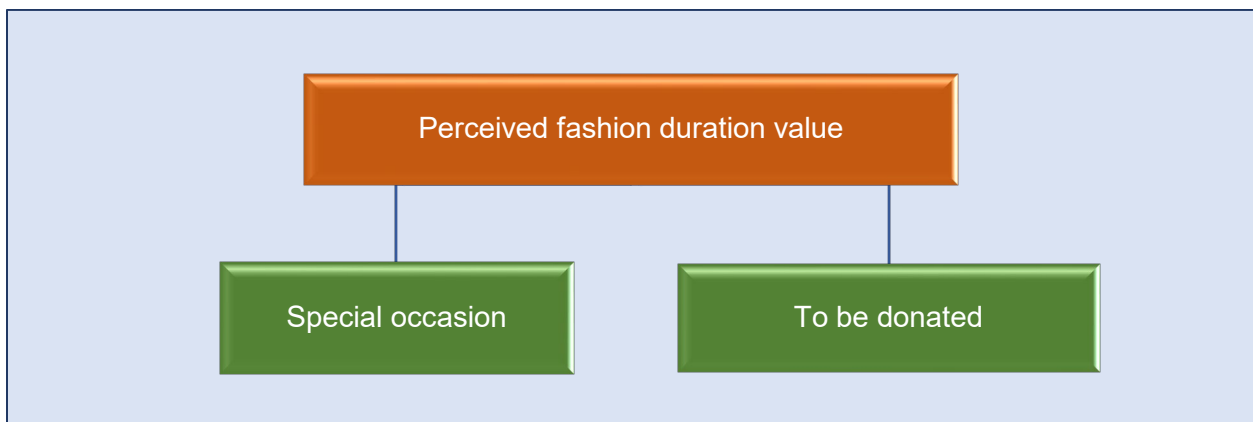 Perceived fashion duration value
Special occasion
To be donated